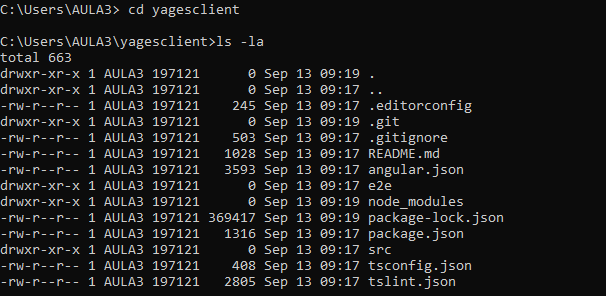 C:\Users\AULA3> cd yagesclient
C:\Users\AULA3\yagesclient>ls -la
total 663
drwxr-xr-x 1 AULA3 197121      0 Sep 13 09:19 .
drwxr-xr-x 1 AULA3 197121      0 Sep 13 09:17 ..
-rw-r--r-- 1 AULA3 197121    245 Sep 13 09:17 .editorconfig
drwxr-xr-x 1 AULA3 197121      0 Sep 13 09:19 .git
-rw-r--r-- 1 AULA3 197121    503 Sep 13 09:17 .gitignore
-rw-r--r-- 1 AULA3 197121   1028 Sep 13 09:17 README.md
-rw-r--r-- 1 AULA3 197121   3593 Sep 13 09:17 angular.json
drwxr-xr-x 1 AULA3 197121      0 Sep 13 09:17 e2e
drwxr-xr-x 1 AULA3 197121      0 Sep 13 09:19 node_modules
-rw-r--r-- 1 AULA3 197121 369417 Sep 13 09:19 package-lock.json
-rw-r--r-- 1 AULA3 197121   1316 Sep 13 09:17 package.json
drwxr-xr-x 1 AULA3 197121      0 Sep 13 09:17 src
-rw-r--r-- 1 AULA3 197121    408 Sep 13 09:17 tsconfig.json
-rw-r--r-- 1 AULA3 197121   2805 Sep 13 09:17 tslint.json